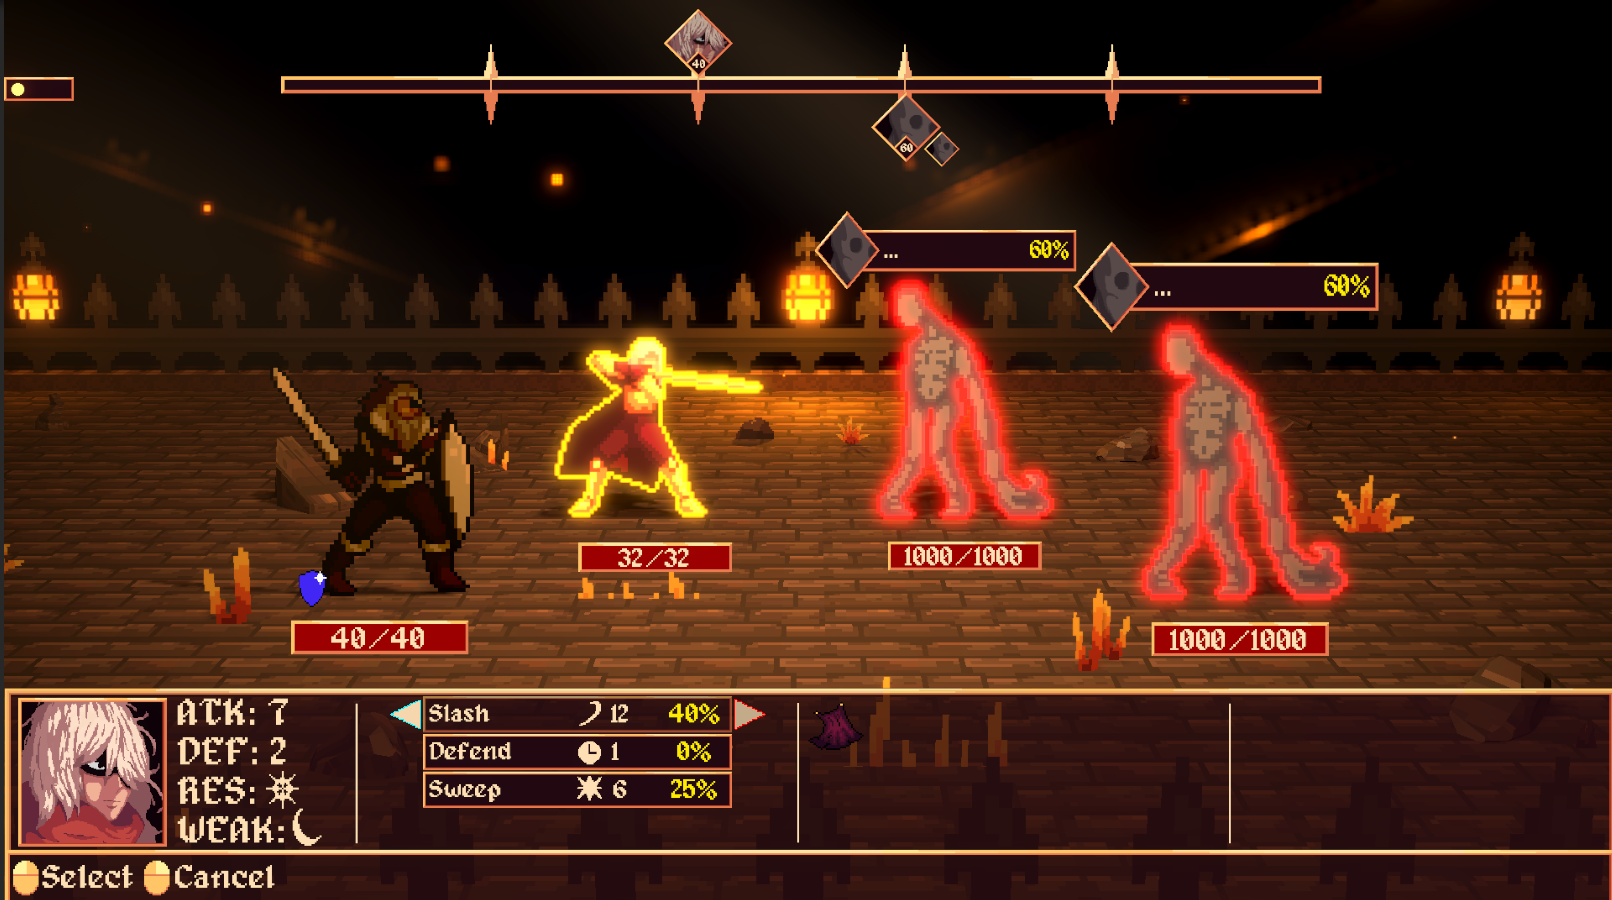 40
60
... 60%
... 60%
32/32
1000/1000
40/40
1000/1000
ATK: 7
DEF: 2
RES:
WEAK:
Slash 12 40%
Defend 1 0%
Sweep 6 25%
Select Cancel